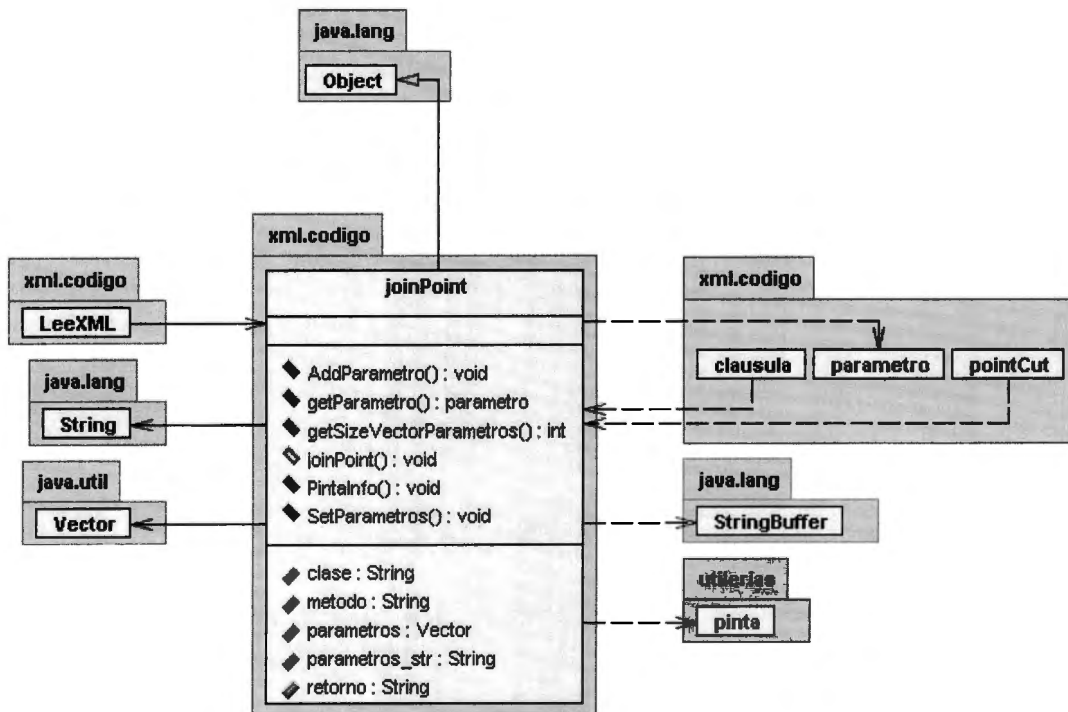 java.lang
Object
xml.codigo
joinPoint
AddParametro() : void
getParametro() : parametro
getSizeVectorParametros() : int
joinPoint() : void
PintaInfo() : void
SetParametros() : void
clase : String
metodo : String
parametros : Vector
parametros_str : String
retorno : String
xml.codigo
LeeXML
java.lang
String
java.util
Vector
xml.codigo
clausula
parametro
pointCut
java.lang
StringBuffer
utilerias
pinta